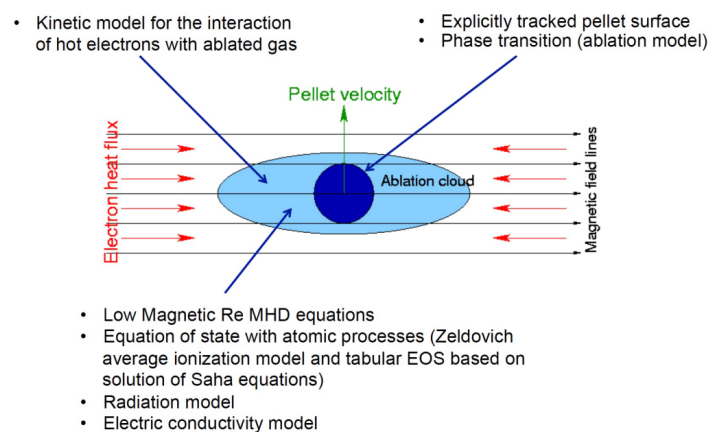 • Kinetic model for the interaction
of hot electrons with ablated gas
• Explicitly tracked pellet surface
• Phase transition (ablation model)
Pellet velocity
Electron heat flux
Ablation cloud
Magnetic field lines
• Low Magnetic Re MHD equations
• Equation of state with atomic processes (Zeldovich
average ionization model and tabular EOS based on
solution of Saha equations)
• Radiation model
• Electric conductivity model